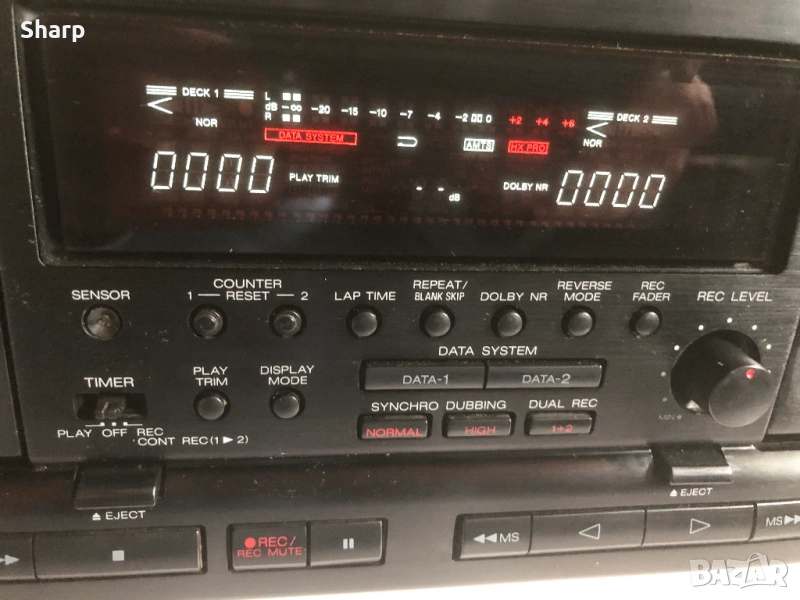 Sharp
DECK 1
L
dB -∞ -20 -15 -10 -7 -4 -2 0 +2 +4 +6
R
DECK 2
NOR
NOR
DATA SYSTEM
AMTS
HX PRO
0000
PLAY TRIM
-- dB
DOLBY NR
0000
SENSOR
COUNTER
1 — RESET — 2
LAP TIME
REPEAT/
BLANK SKIP
DOLBY NR
REVERSE
MODE
REC
FADER
REC LEVEL
DATA SYSTEM
DATA-1
DATA-2
TIMER
PLAY
TRIM
DISPLAY
MODE
SYNCHRO DUBBING
DUAL REC
NORMAL
HIGH
1+2
PLAY OFF REC
CONT REC(1 ▶ 2)
▲ EJECT
▲ EJECT
●REC/
REC MUTE
◀◀ MS
MS ▶▶
BAZAR